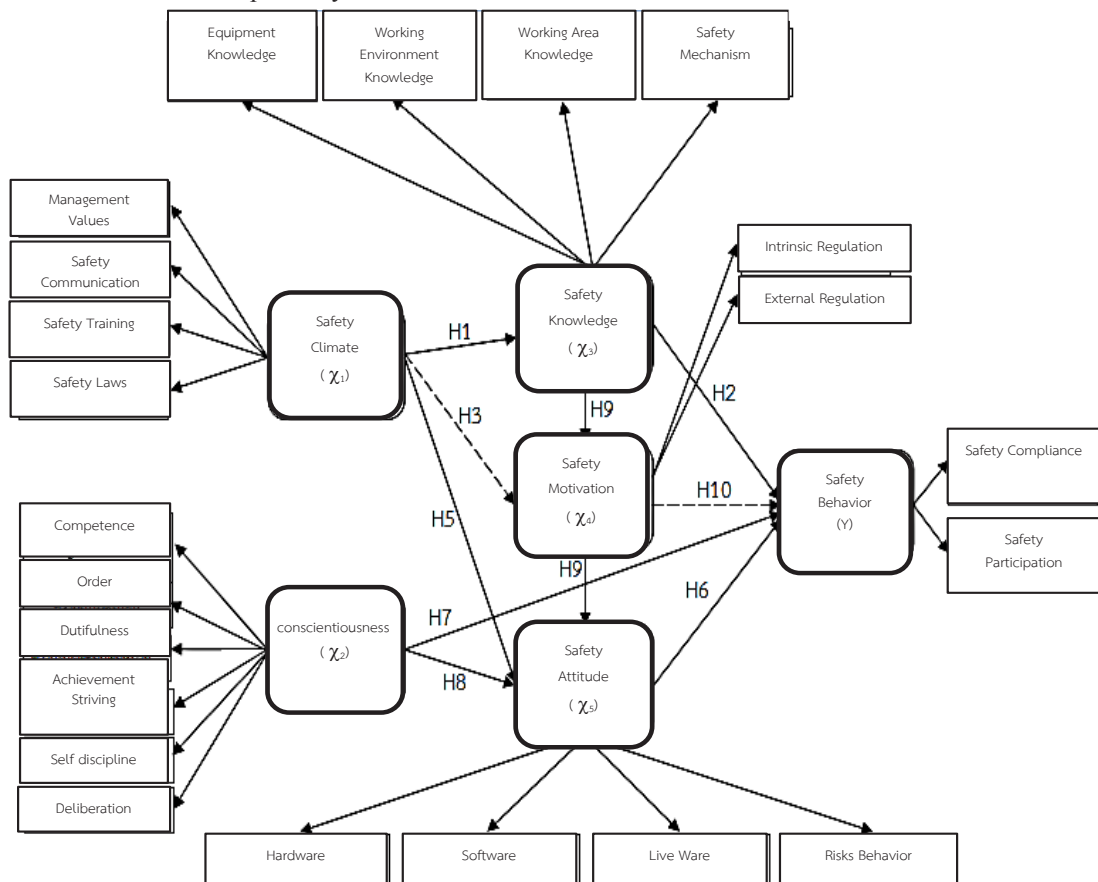 Equipment
Knowledge
Working
Environment
Knowledge
Working Area
Knowledge
Safety
Mechanism
Management
Values
Safety
Communication
Safety Training
Safety Laws
Safety
Climate
( χ₁)
H1
Safety
Knowledge
( χ₃)
Intrinsic Regulation
External Regulation
H2
H3
H9
Safety
Motivation
( χ₄)
H10
Safety
Behavior
(Y)
Safety Compliance
Safety
Participation
H5
H9
H6
Competence
Order
Dutifulness
Achievement
Striving
Self discipline
Deliberation
conscientiousness
( χ₂)
H7
H8
Safety
Attitude
( χ₅)
Hardware
Software
Live Ware
Risks Behavior